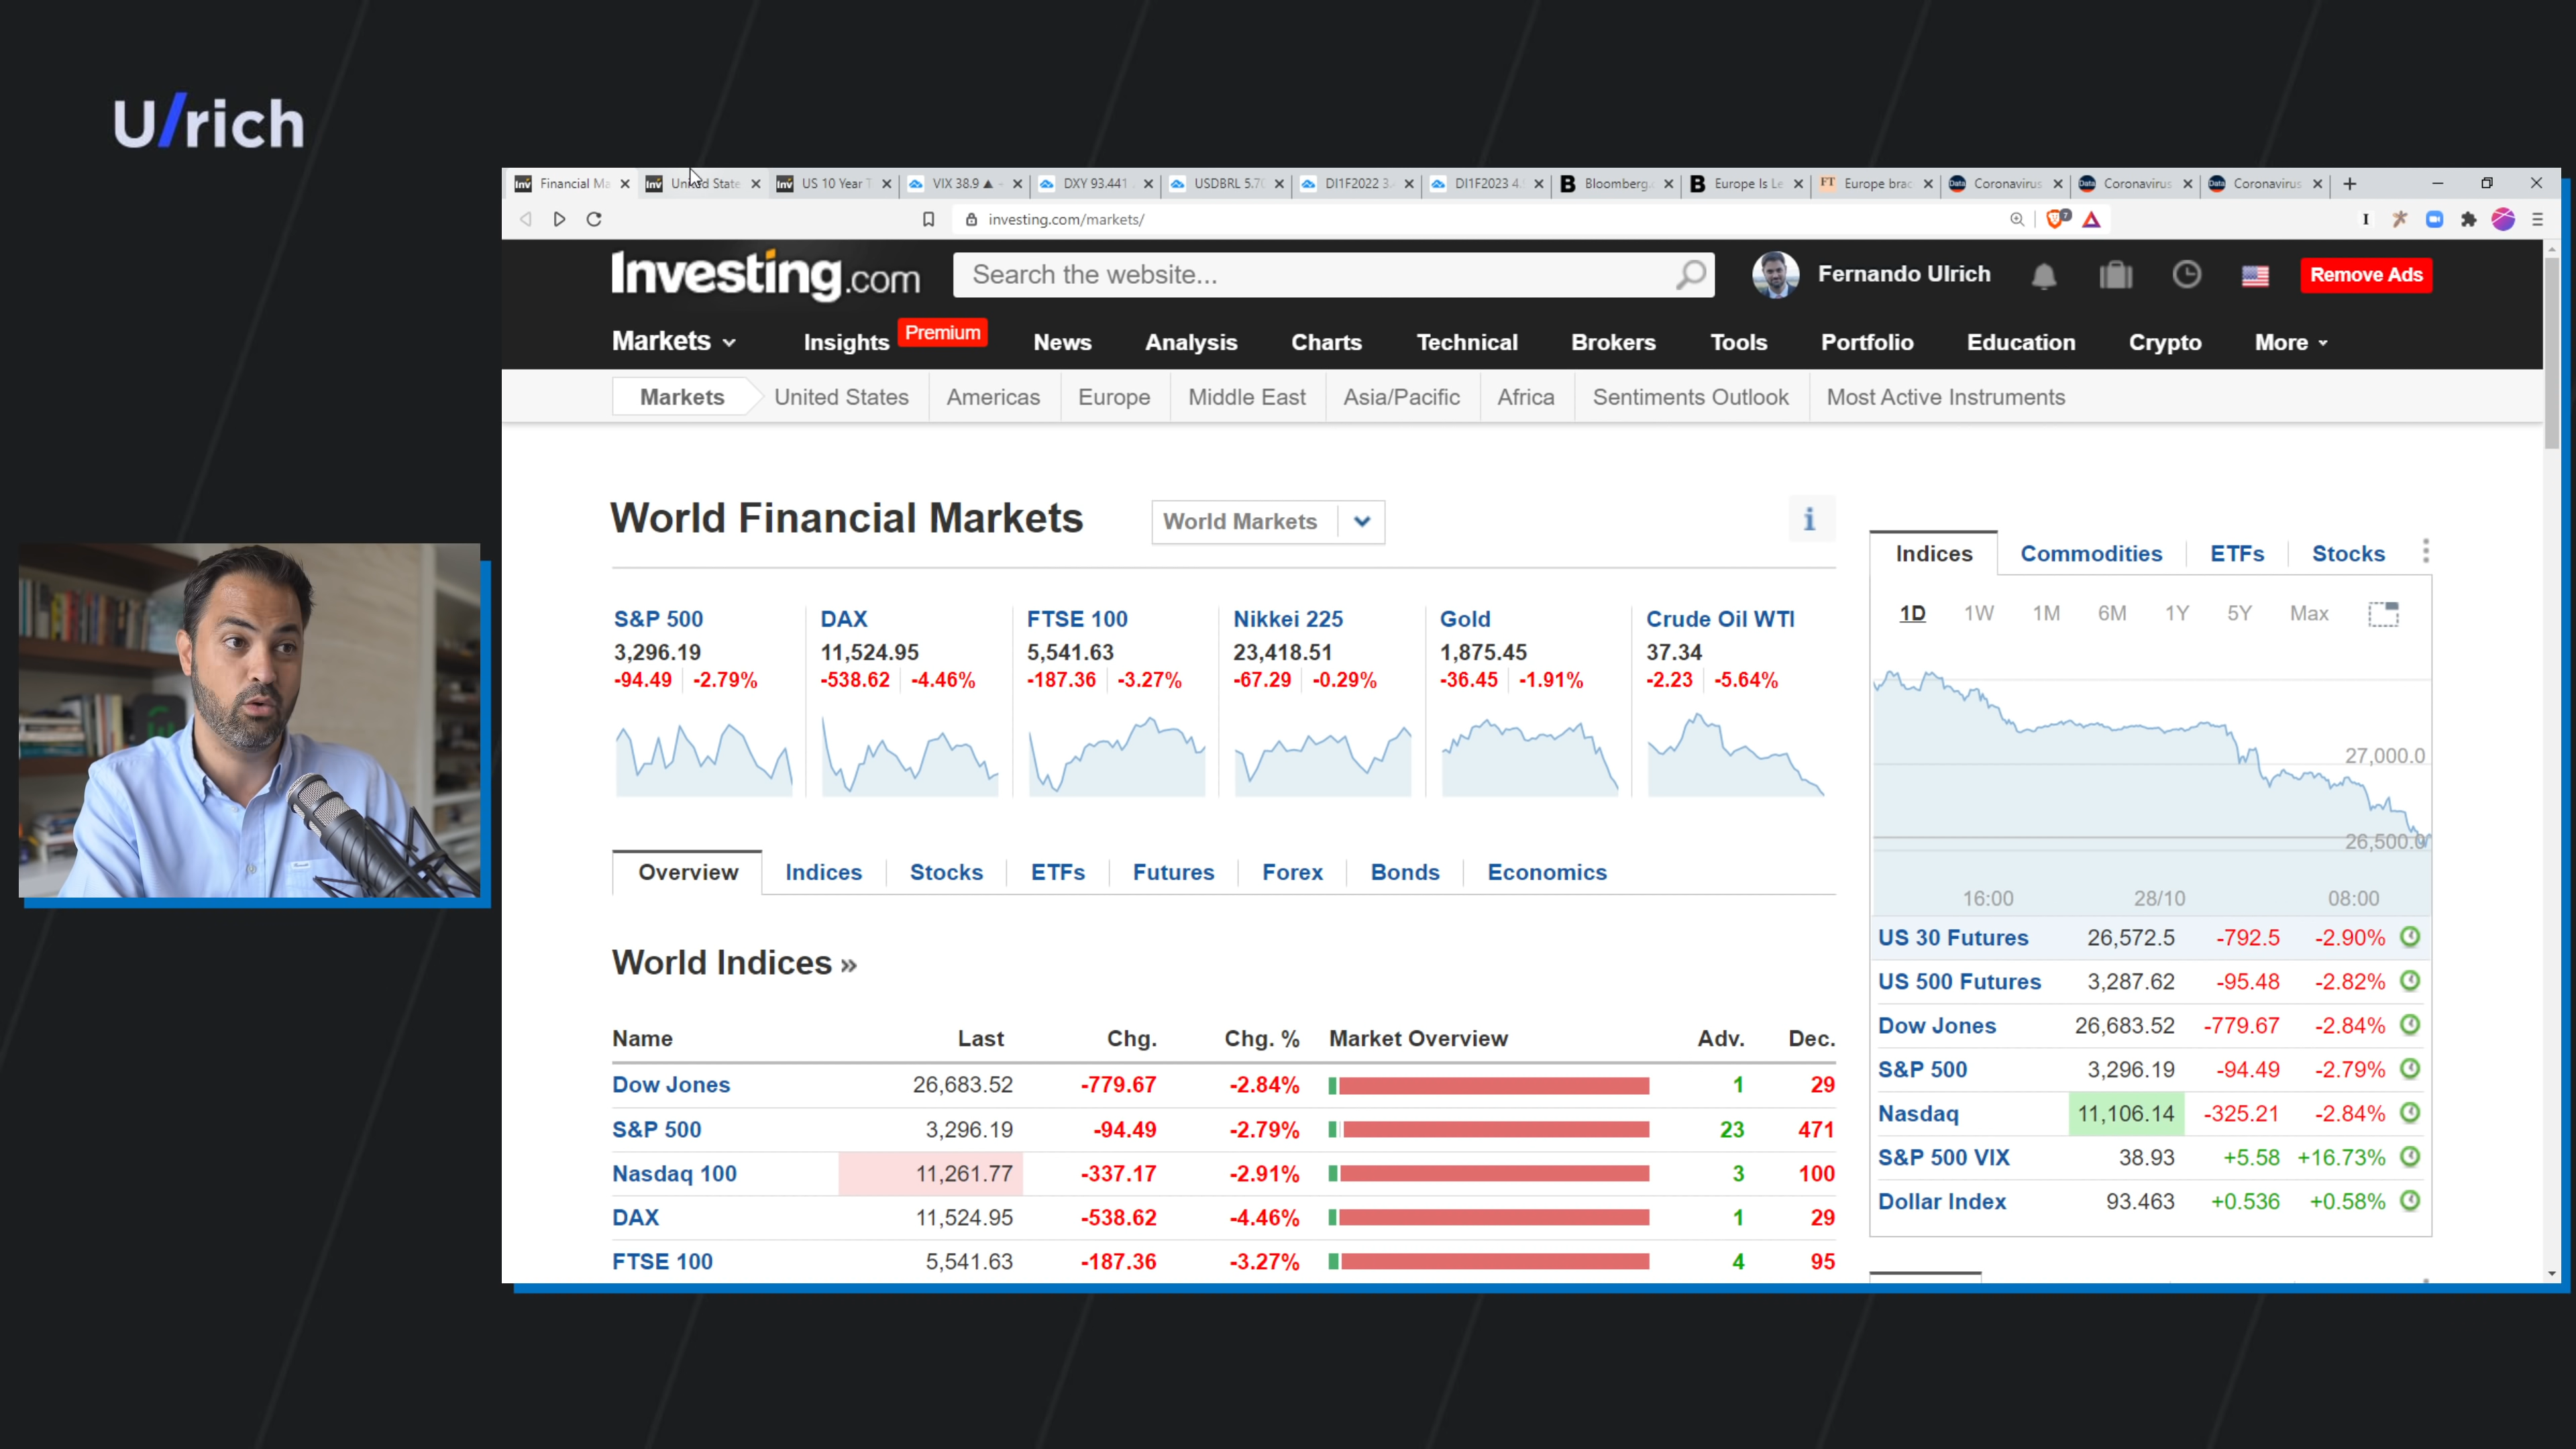 U/rich
Financial Ma
United State
US 10 Year T
VIX 38.9 ▲
DXY 93.441
USDBRL 5.70
DI1F2022 3.
DI1F2023 4.
Bloomberg.
Europe Is Le
FT Europe brac
Data Coronavirus
Data Coronavirus
Data Coronavirus
investing.com/markets/
7
Investing.com
Search the website...
Fernando Ulrich
Remove Ads
Markets Insights Premium News Analysis Charts Technical Brokers Tools Portfolio Education Crypto More
Markets United States Americas Europe Middle East Asia/Pacific Africa Sentiments Outlook Most Active Instruments
World Financial Markets
World Markets
i
S&P 500 DAX FTSE 100 Nikkei 225 Gold Crude Oil WTI
3,296.19 11,524.95 5,541.63 23,418.51 1,875.45 37.34
-94.49 -2.79% -538.62 -4.46% -187.36 -3.27% -67.29 -0.29% -36.45 -1.91% -2.23 -5.64%
Overview Indices Stocks ETFs Futures Forex Bonds Economics
World Indices »
Name Last Chg. Chg. % Market Overview Adv. Dec.
Dow Jones 26,683.52 -779.67 -2.84% 1 29
S&P 500 3,296.19 -94.49 -2.79% 23 471
Nasdaq 100 11,261.77 -337.17 -2.91% 3 100
DAX 11,524.95 -538.62 -4.46% 1 29
FTSE 100 5,541.63 -187.36 -3.27% 4 95
Indices Commodities ETFs Stocks
1D 1W 1M 6M 1Y 5Y Max
27,000.0
26,500.0
16:00 28/10 08:00
US 30 Futures 26,572.5 -792.5 -2.90%
US 500 Futures 3,287.62 -95.48 -2.82%
Dow Jones 26,683.52 -779.67 -2.84%
S&P 500 3,296.19 -94.49 -2.79%
Nasdaq 11,106.14 -325.21 -2.84%
S&P 500 VIX 38.93 +5.58 +16.73%
Dollar Index 93.463 +0.536 +0.58%